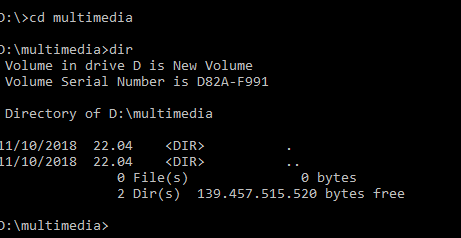 D:\>cd multimedia
D:\multimedia>dir
Volume in drive D is New Volume
Volume Serial Number is D82A-F991
Directory of D:\multimedia
11/10/2018  22.04    <DIR>          .
11/10/2018  22.04    <DIR>          ..
0 File(s)              0 bytes
2 Dir(s)  139.457.515.520 bytes free
D:\multimedia>